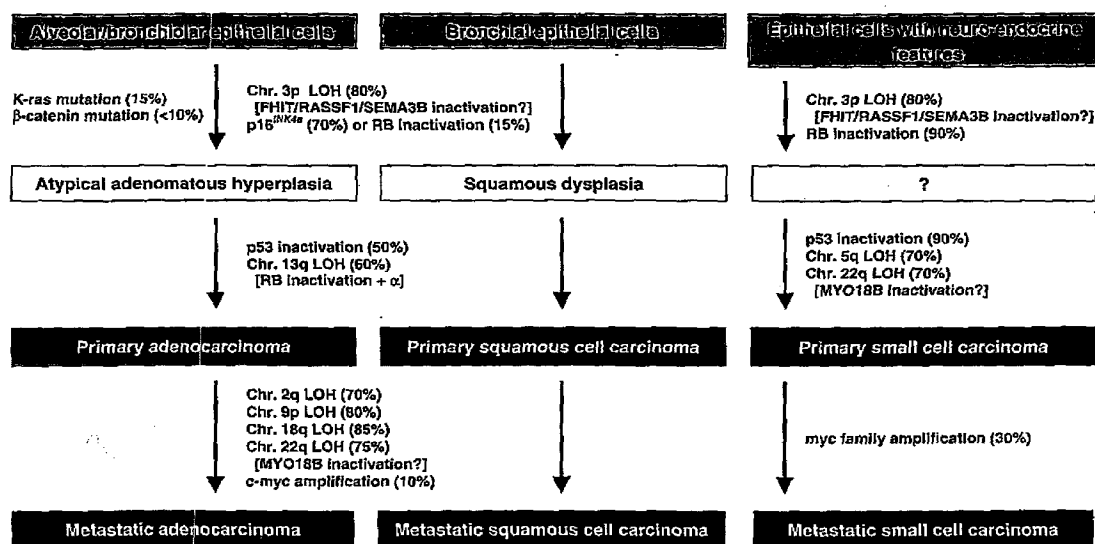 Alveolar/bronchiolar epithelial cells
Bronchial epithelial cells
Epithelial cells with neuro-endocrine
features
K-ras mutation (15%)
β-catenin mutation (<10%)
Chr. 3p LOH (80%)
[FHIT/RASSF1/SEMA3B inactivation?]
p16INK4a (70%) or RB inactivation (15%)
Chr. 3p LOH (80%)
[FHIT/RASSF1/SEMA3B inactivation?]
RB inactivation (90%)
Atypical adenomatous hyperplasia
Squamous dysplasia
?
p53 inactivation (50%)
Chr. 13q LOH (60%)
[RB inactivation + α]
p53 inactivation (90%)
Chr. 5q LOH (70%)
Chr. 22q LOH (70%)
[MYO18B inactivation?]
Primary adenocarcinoma
Primary squamous cell carcinoma
Primary small cell carcinoma
Chr. 2q LOH (70%)
Chr. 9p LOH (80%)
Chr. 18q LOH (85%)
Chr. 22q LOH (75%)
[MYO18B inactivation?]
c-myc amplification (10%)
myc family amplification (30%)
Metastatic adenocarcinoma
Metastatic squamous cell carcinoma
Metastatic small cell carcinoma